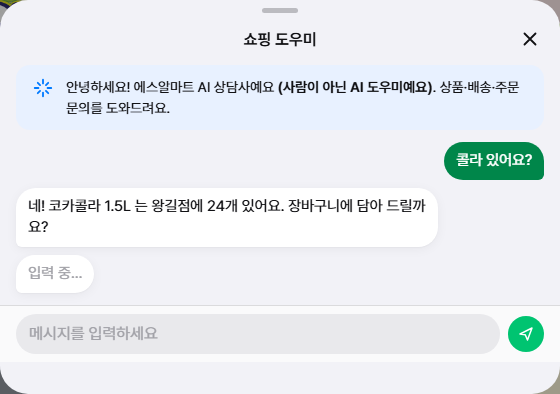 쇼핑 도우미
안녕하세요! 에스알마트 AI 상담사예요 (사람이 아닌 AI 도우미예요). 상품·배송·주문
문의를 도와드려요.
콜라 있어요?
네! 코카콜라 1.5L 는 왕길점에 24개 있어요. 장바구니에 담아 드릴까
요?
입력 중...
메시지를 입력하세요